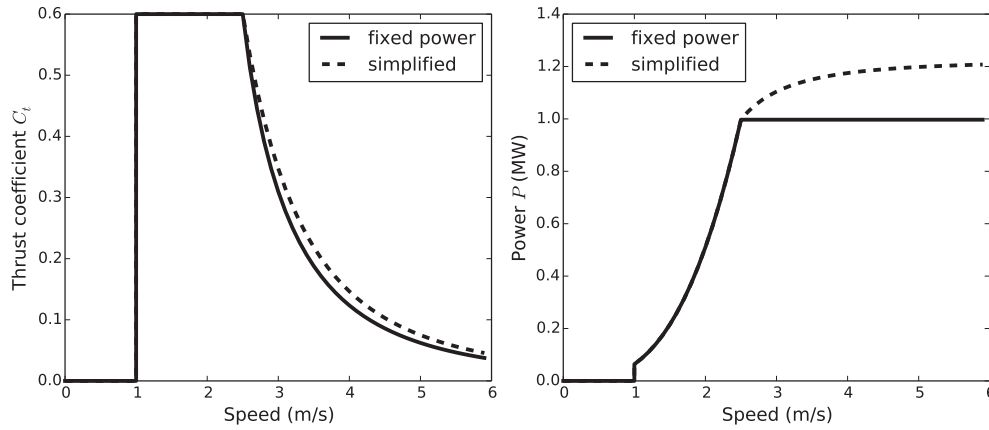 fixed power
simplified
0.6
0.5
0.4
0.3
0.2
0.1
0.0
Thrust coefficient C_t
0 1 2 3 4 5 6
Speed (m/s)
fixed power
simplified
1.4
1.2
1.0
0.8
0.6
0.4
0.2
0.0
Power P (MW)
0 1 2 3 4 5 6
Speed (m/s)